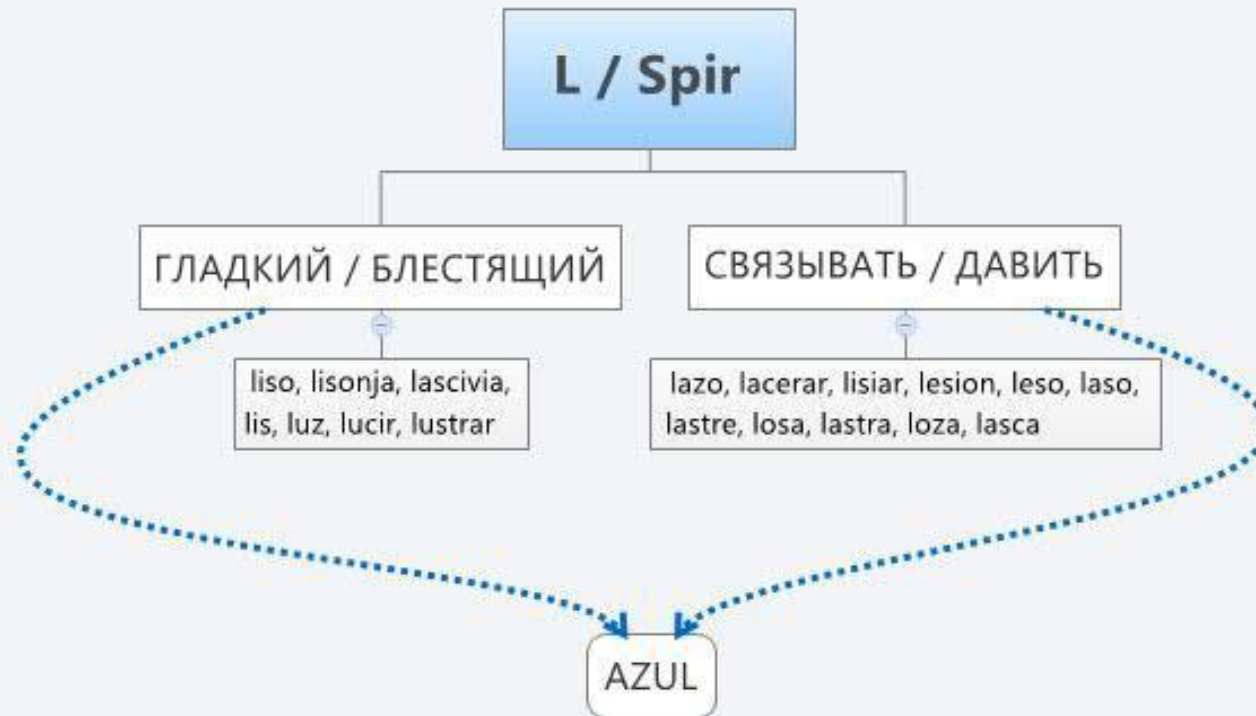 L / Spir
ГЛАДКИЙ / БЛЕСТЯЩИЙ
СВЯЗЫВАТЬ / ДАВИТЬ
liso, lisonja, lascivia,
lis, luz, lucir, lustrar
lazo, lacerar, lisiar, lesion, leso, laso,
lastre, losa, lastra, loza, lasca
AZUL